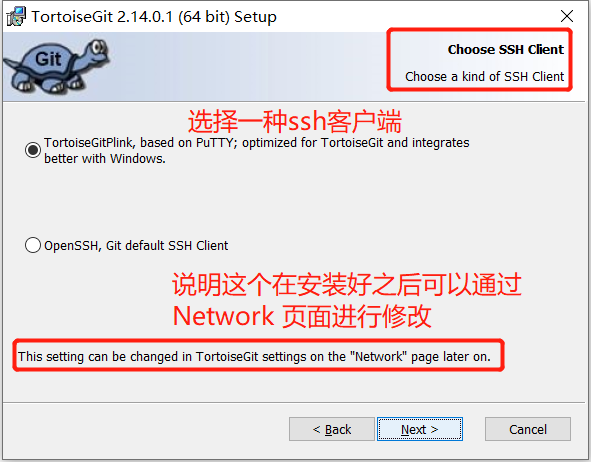 TortoiseGit 2.14.0.1 (64 bit) Setup
Git
Choose SSH Client
Choose a kind of SSH Client
选择一种ssh客户端
TortoiseGitPlink, based on PuTTY; optimized for TortoiseGit and integrates
better with Windows.
OpenSSH, Git default SSH Client
说明这个在安装好之后可以通过
Network 页面进行修改
This setting can be changed in TortoiseGit settings on the "Network" page later on.
< Back
Next >
Cancel